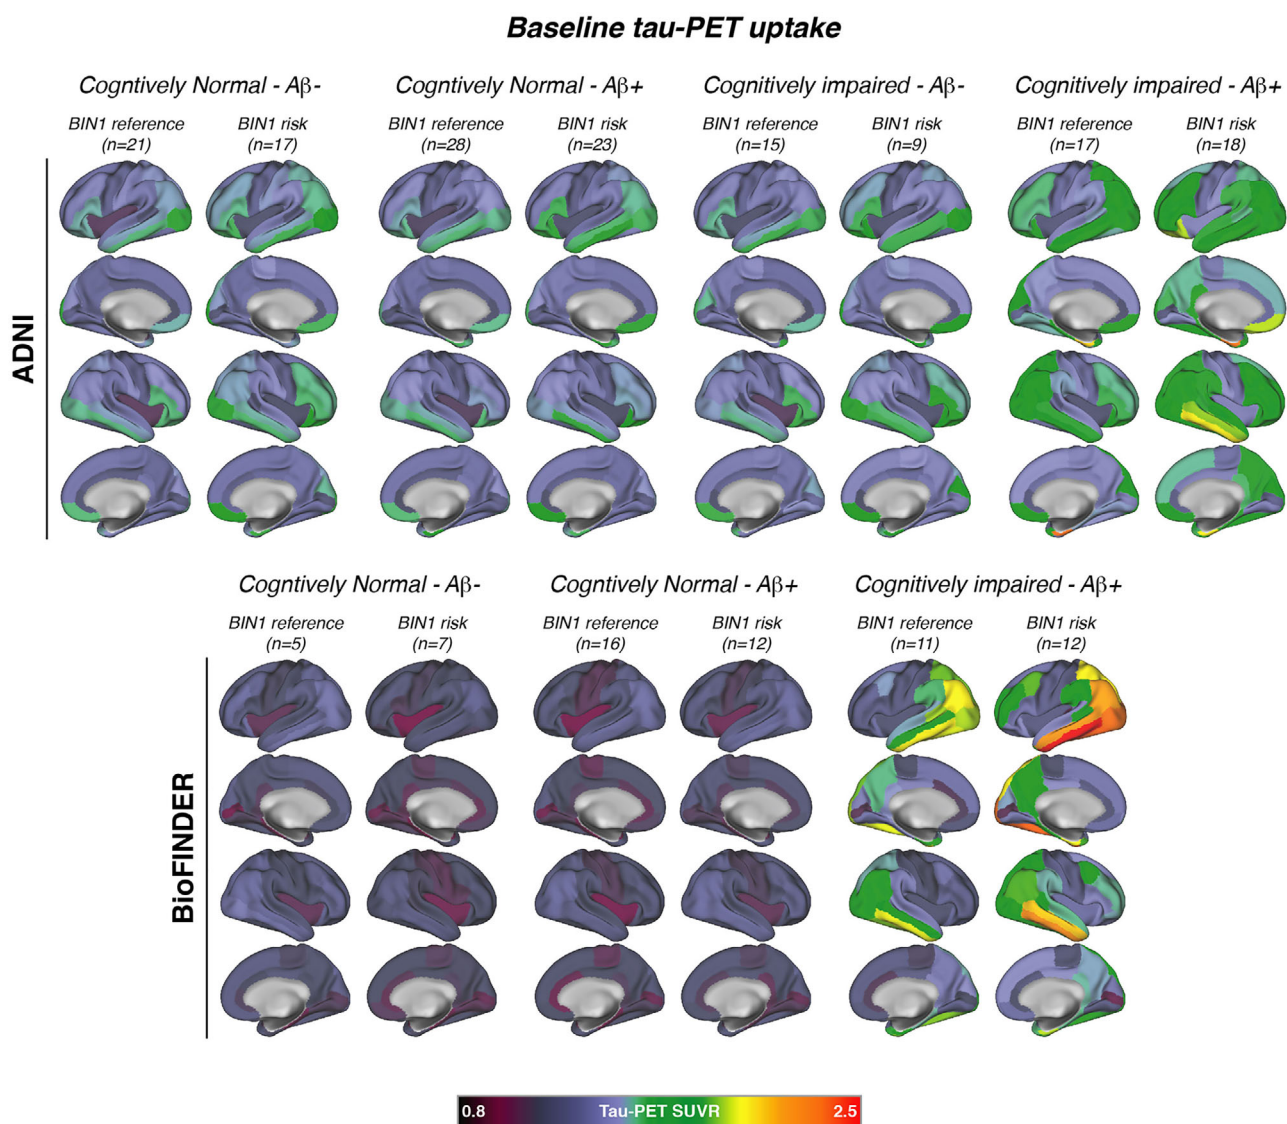 Baseline tau-PET uptake
Cogntively Normal - Aβ-
Cogntively Normal - Aβ+
Cognitively impaired - Aβ-
Cognitively impaired - Aβ+
BIN1 reference
(n=21)
BIN1 risk
(n=17)
BIN1 reference
(n=28)
BIN1 risk
(n=23)
BIN1 reference
(n=15)
BIN1 risk
(n=9)
BIN1 reference
(n=17)
BIN1 risk
(n=18)
ADNI
Cogntively Normal - Aβ-
Cogntively Normal - Aβ+
Cognitively impaired - Aβ+
BIN1 reference
(n=5)
BIN1 risk
(n=7)
BIN1 reference
(n=16)
BIN1 risk
(n=12)
BIN1 reference
(n=11)
BIN1 risk
(n=12)
BioFINDER
0.8 Tau-PET SUVR 2.5